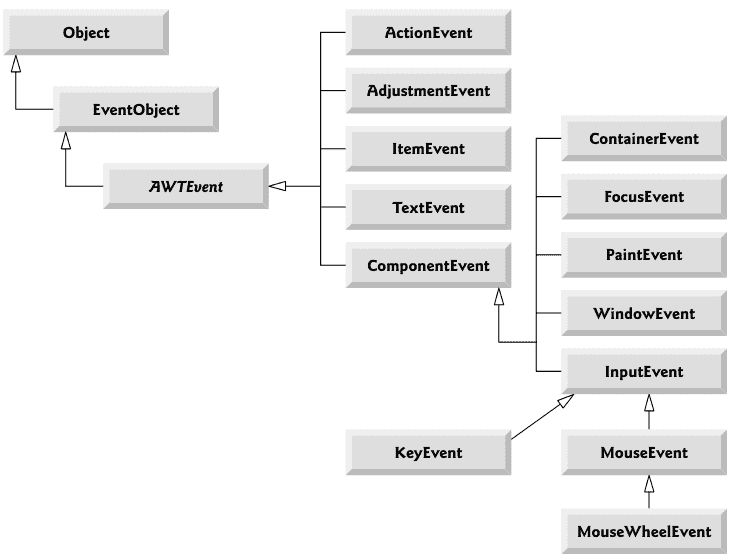 Object
EventObject
AWTEvent
ActionEvent
AdjustmentEvent
ItemEvent
TextEvent
ComponentEvent
ContainerEvent
FocusEvent
PaintEvent
WindowEvent
InputEvent
KeyEvent
MouseEvent
MouseWheelEvent